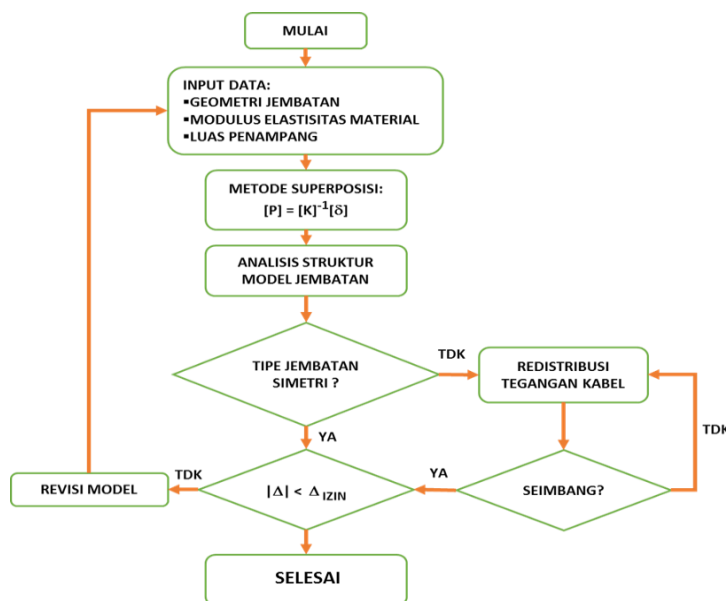 MULAI
INPUT DATA:
▪GEOMETRI JEMBATAN
▪MODULUS ELASTISITAS MATERIAL
▪LUAS PENAMPANG
METODE SUPERPOSISI:
[P] = [K]⁻¹[δ]
ANALISIS STRUKTUR
MODEL JEMBATAN
TIPE JEMBATAN
SIMETRI ?
TDK
REDISTRIBUSI
TEGANGAN KABEL
TDK
YA
SEIMBANG?
YA
|Δ| < Δ IZIN
TDK
REVISI MODEL
SELESAI